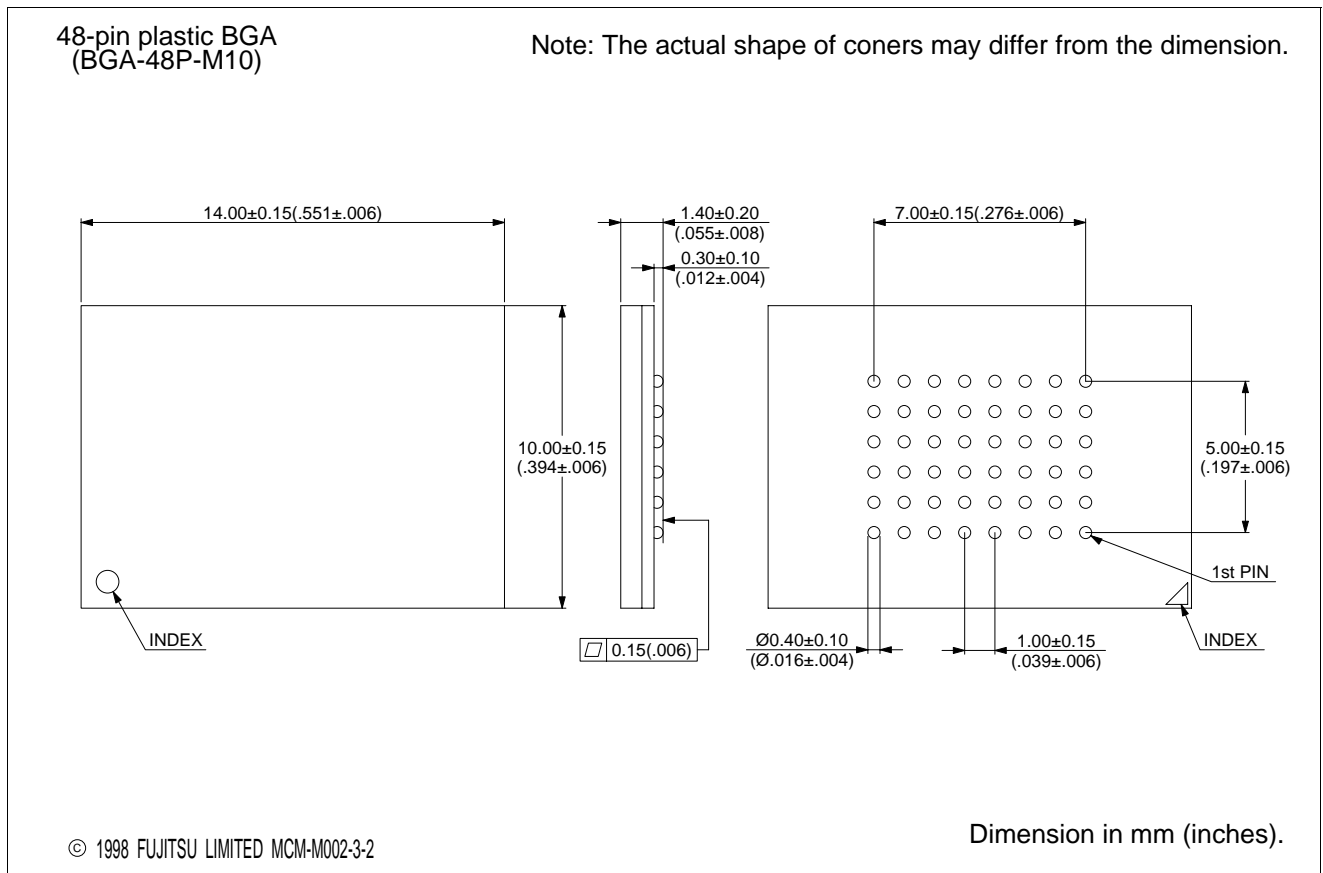 48-pin plastic BGA
(BGA-48P-M10)
Note: The actual shape of coners may differ from the dimension.
14.00±0.15(.551±.006)
1.40±0.20
(.055±.008)
0.30±0.10
(.012±.004)
7.00±0.15(.276±.006)
10.00±0.15
(.394±.006)
5.00±0.15
(.197±.006)
1st PIN
INDEX
0.15(.006)
Ø0.40±0.10
(Ø.016±.004)
1.00±0.15
(.039±.006)
INDEX
© 1998 FUJITSU LIMITED MCM-M002-3-2
Dimension in mm (inches).